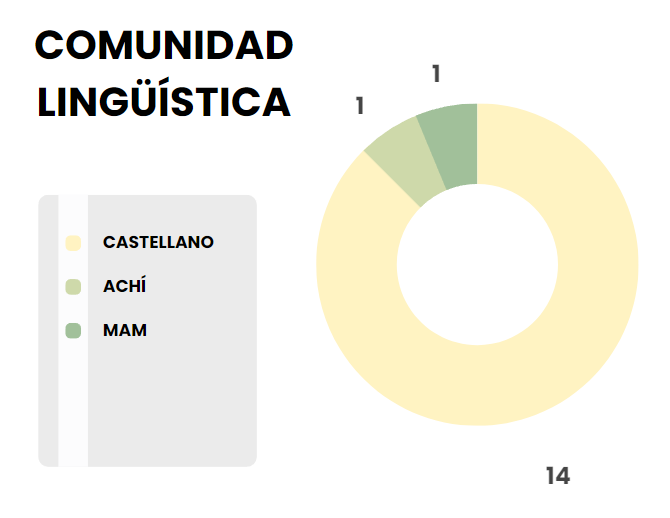 COMUNIDAD
LINGÜÍSTICA
CASTELLANO
ACHÍ
MAM
1
1
14